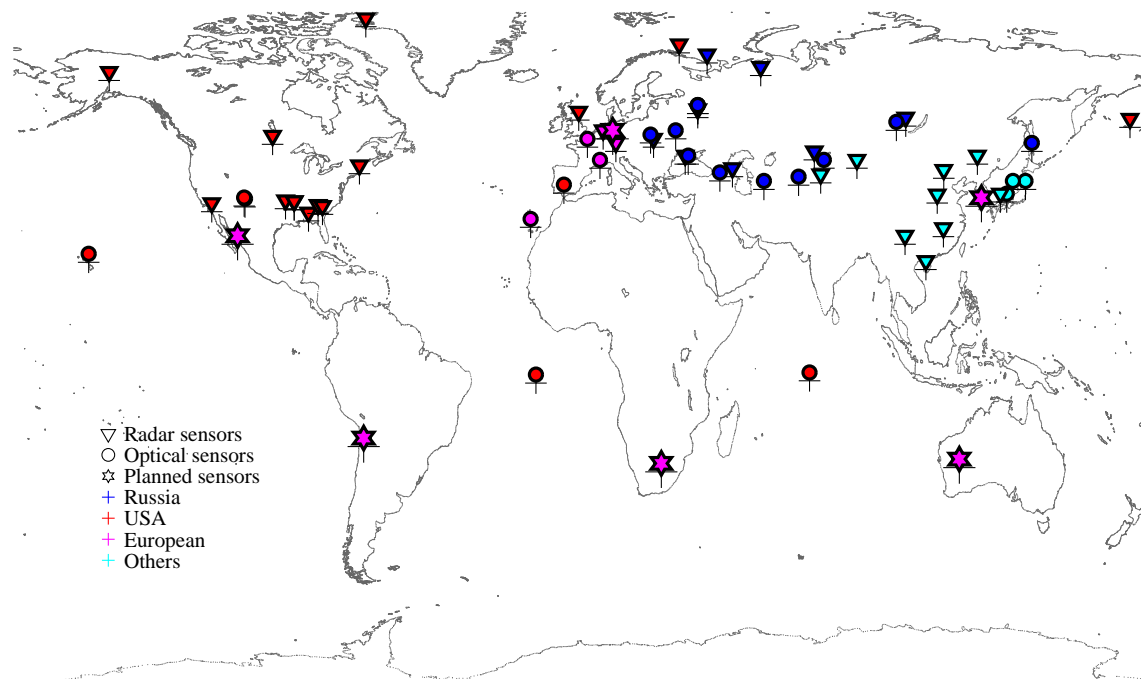 Radar sensors
Optical sensors
Planned sensors
Russia
USA
European
Others